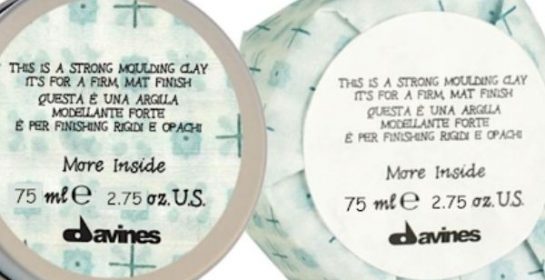 THIS IS A STRONG MOULDING CLAY
IT'S FOR A FIRM, MAT FINISH
QUESTA È UNA ARGILLA
MODELLANTE FORTE
È PER FINISHING RIGIDI E OPACHI
More Inside
75 ml e 2.75 oz. U.S.
davines
THIS IS A STRONG MOULDING CLAY
IT'S FOR A FIRM, MAT FINISH
QUESTA È UNA ARGILLA
MODELLANTE FORTE
È PER FINISHING RIGIDI E OPACHI
More Inside
75 ml e 2.75 oz. U.S.
davines